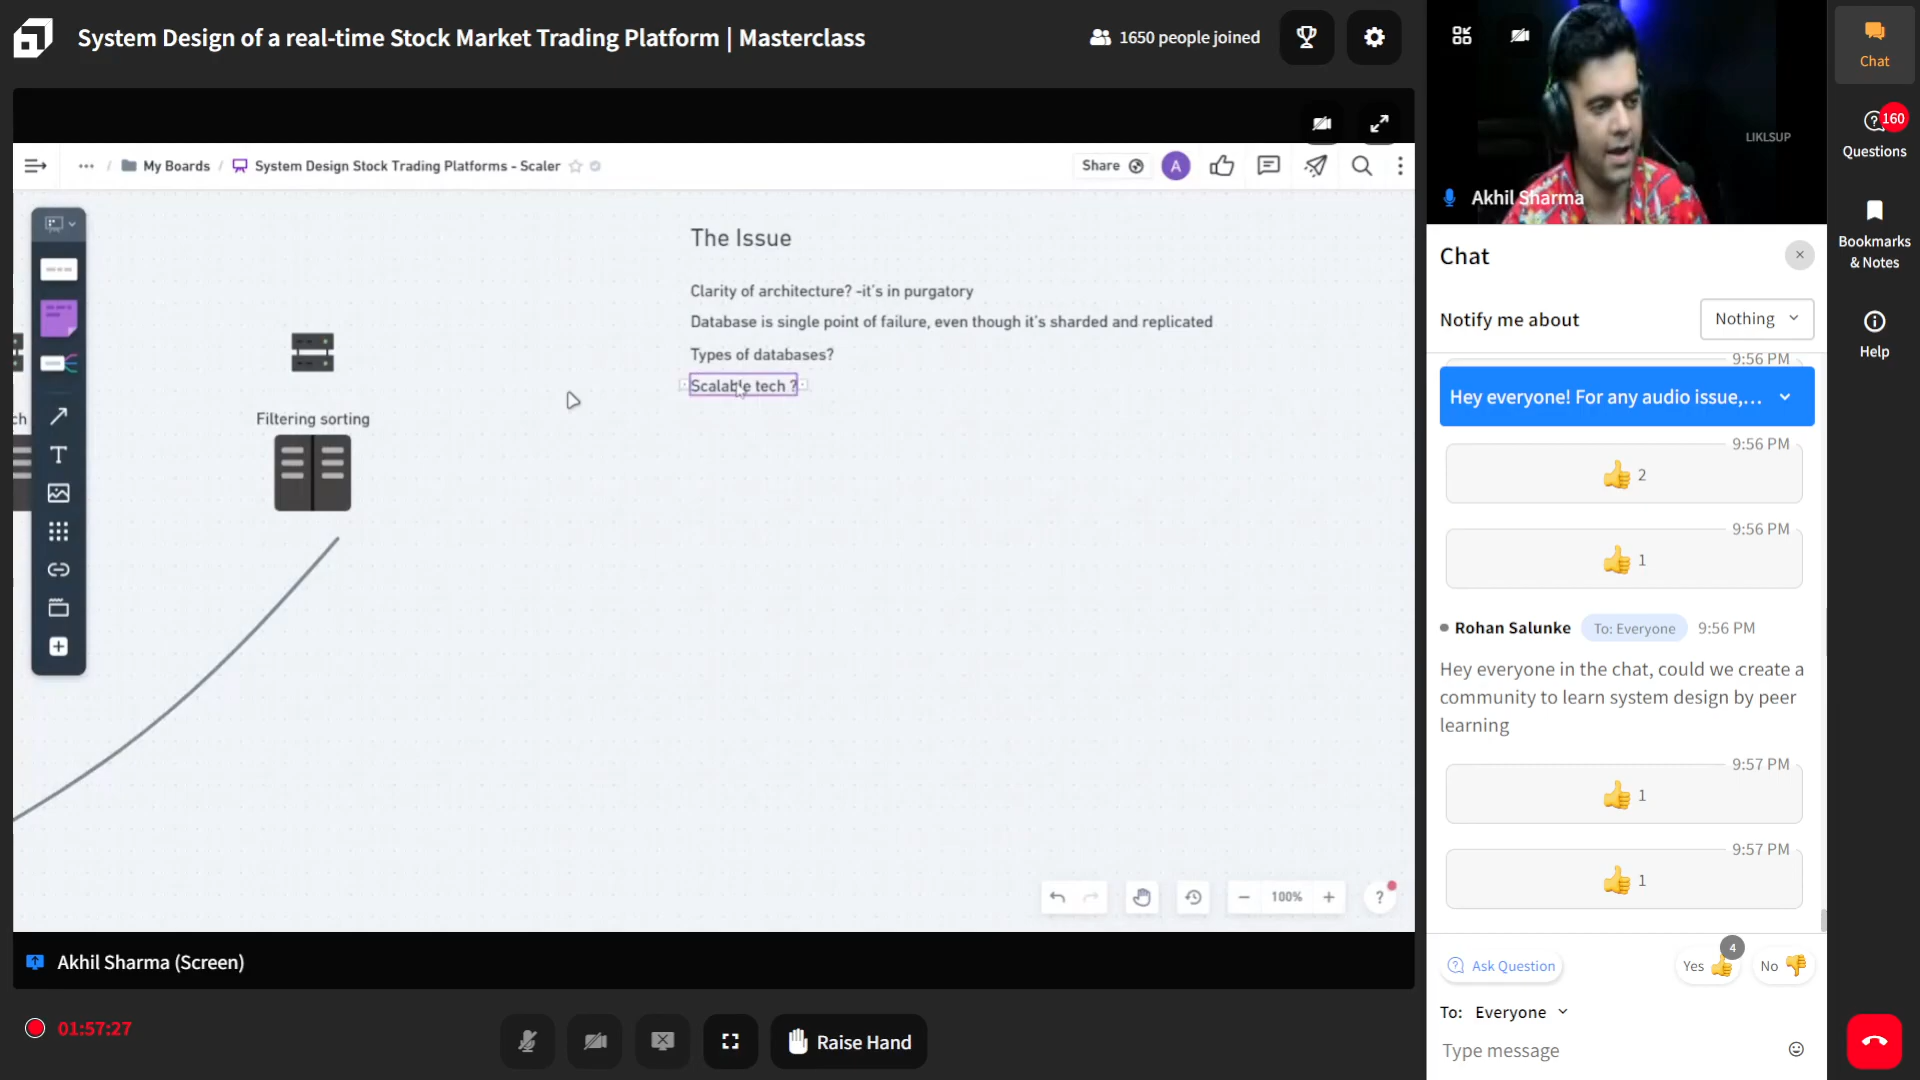 System Design of a real-time Stock Market Trading Platform | Masterclass
1650 people joined
My Boards / System Design Stock Trading Platforms - Scaler
Share
A
The Issue
Clarity of architecture? -it's in purgatory
Database is single point of failure, even though it's sharded and replicated
Types of databases?
Scalable tech ?
ch
Filtering sorting
100%
?
Akhil Sharma (Screen)
01:57:27
Raise Hand
LIKLSUP
Akhil Sharma
Chat
Notify me about
Nothing
9:56 PM
Hey everyone! For any audio issue,...
9:56 PM
2
9:56 PM
1
Rohan Salunke To: Everyone 9:56 PM
Hey everyone in the chat, could we create a
community to learn system design by peer
learning
9:57 PM
1
9:57 PM
1
Ask Question
Yes
4
No
To: Everyone
Type message
Chat
160
Questions
Bookmarks
& Notes
Help